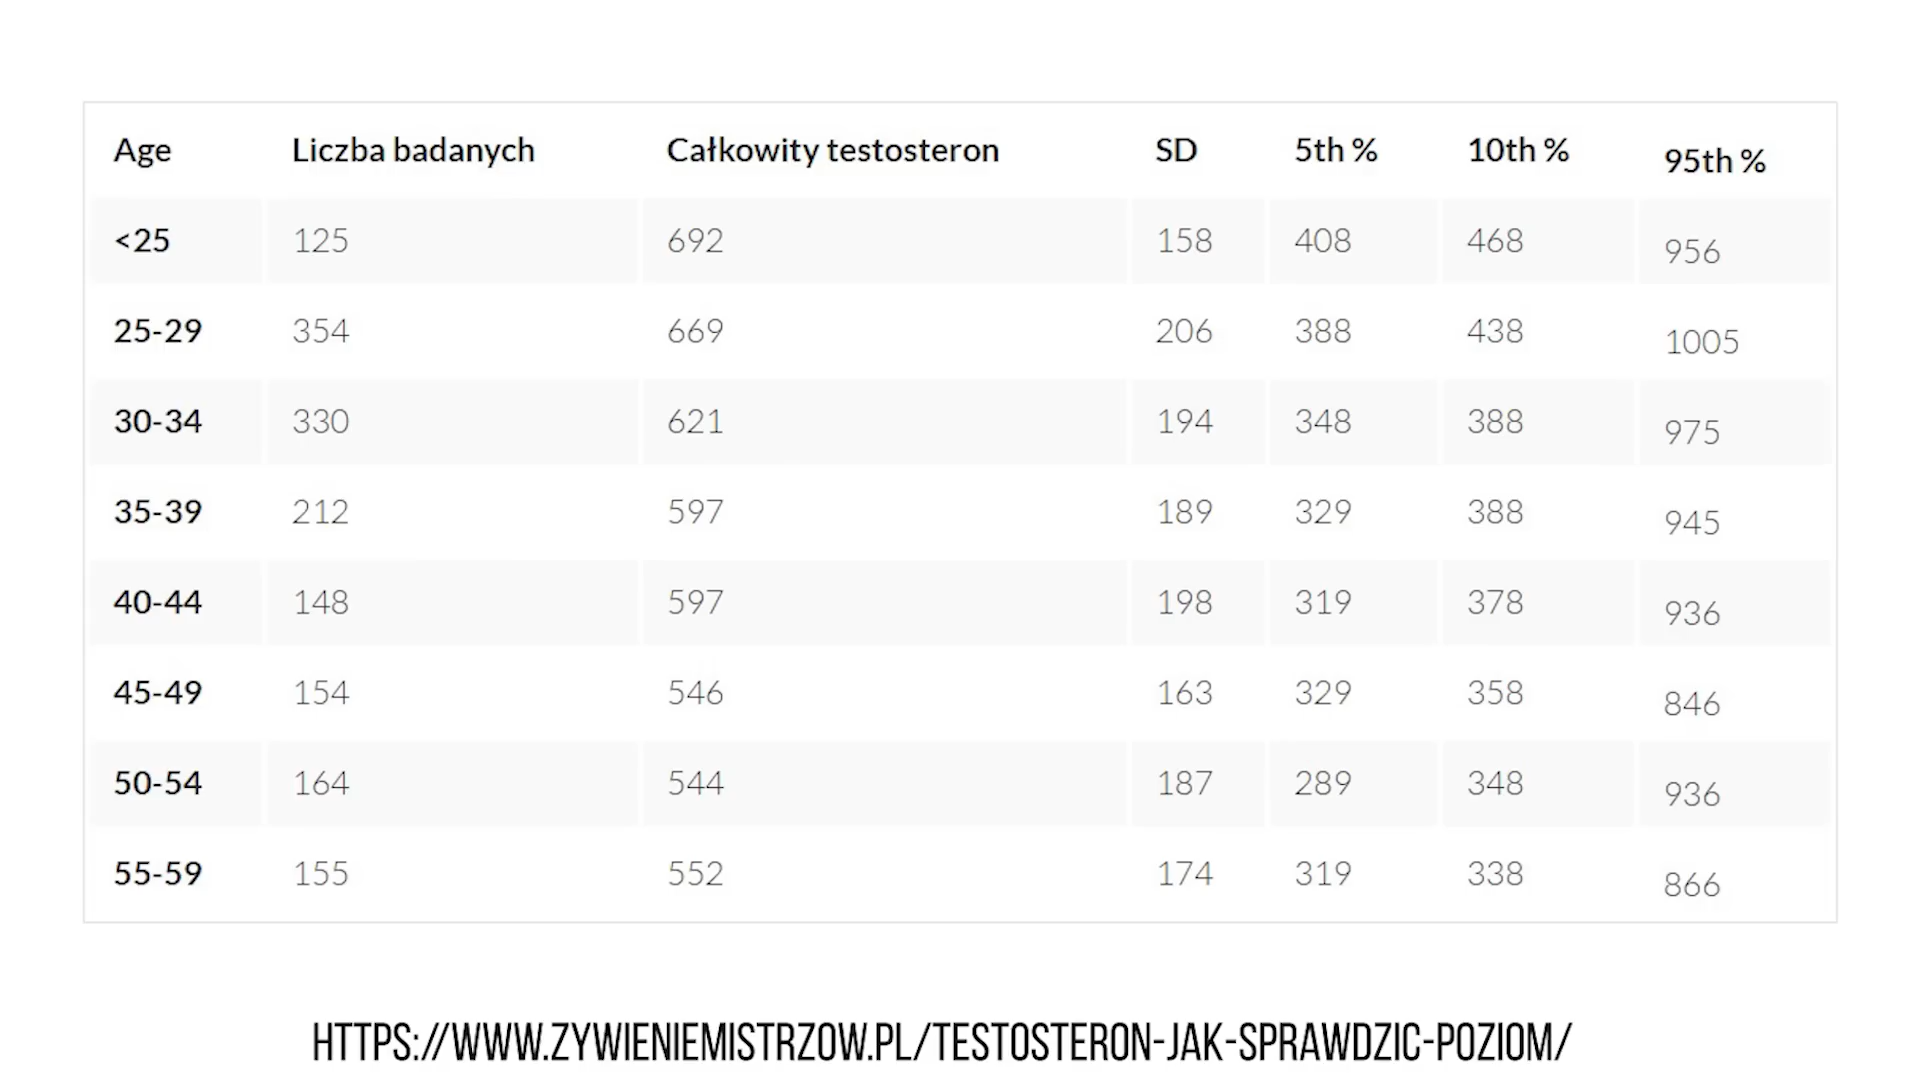 Age Liczba badanych Całkowity testosteron SD 5th % 10th % 95th %
<25 125 692 158 408 468 956
25-29 354 669 206 388 438 1005
30-34 330 621 194 348 388 975
35-39 212 597 189 329 388 945
40-44 148 597 198 319 378 936
45-49 154 546 163 329 358 846
50-54 164 544 187 289 348 936
55-59 155 552 174 319 338 866
HTTPS://WWW.ZYWIENIEMISTRZOW.PL/TESTOSTERON-JAK-SPRAWDZIC-POZIOM/